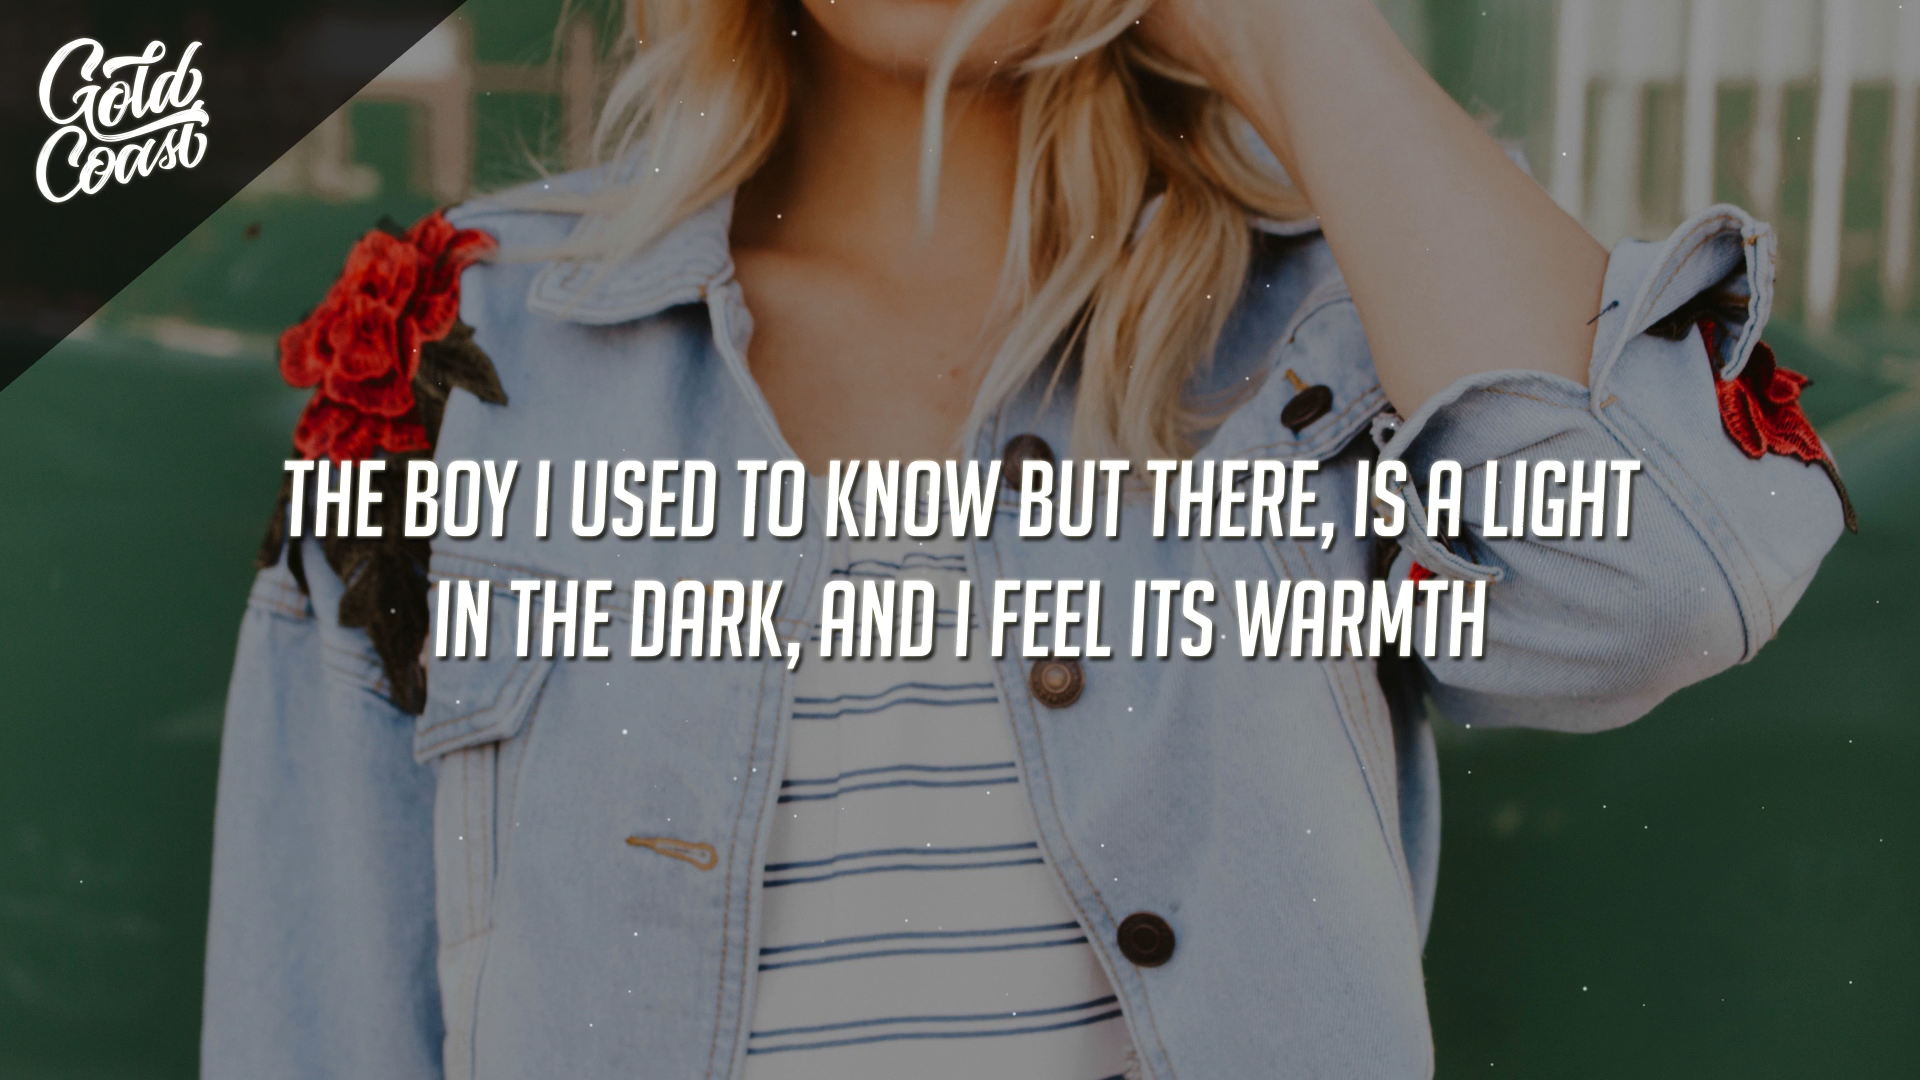 Gold
Coast
THE BOY I USED TO KNOW BUT THERE, IS A LIGHT
IN THE DARK, AND I FEEL ITS WARMTH